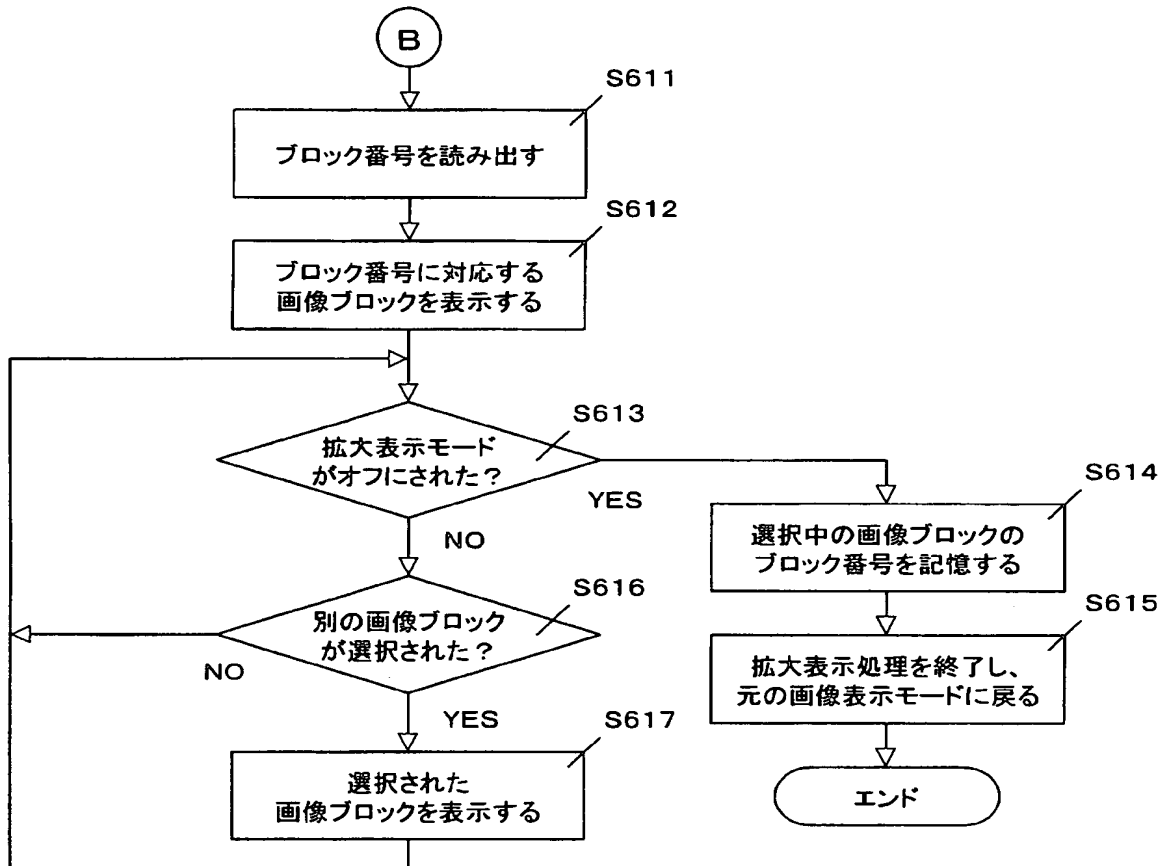 B
S611
ブロック番号を読み出す
S612
ブロック番号に対応する
画像ブロックを表示する
S613
拡大表示モード
がオフにされた？
YES
NO
S614
選択中の画像ブロックの
ブロック番号を記憶する
S616
別の画像ブロック
が選択された？
NO
YES
S615
拡大表示処理を終了し、
元の画像表示モードに戻る
S617
選択された
画像ブロックを表示する
エンド